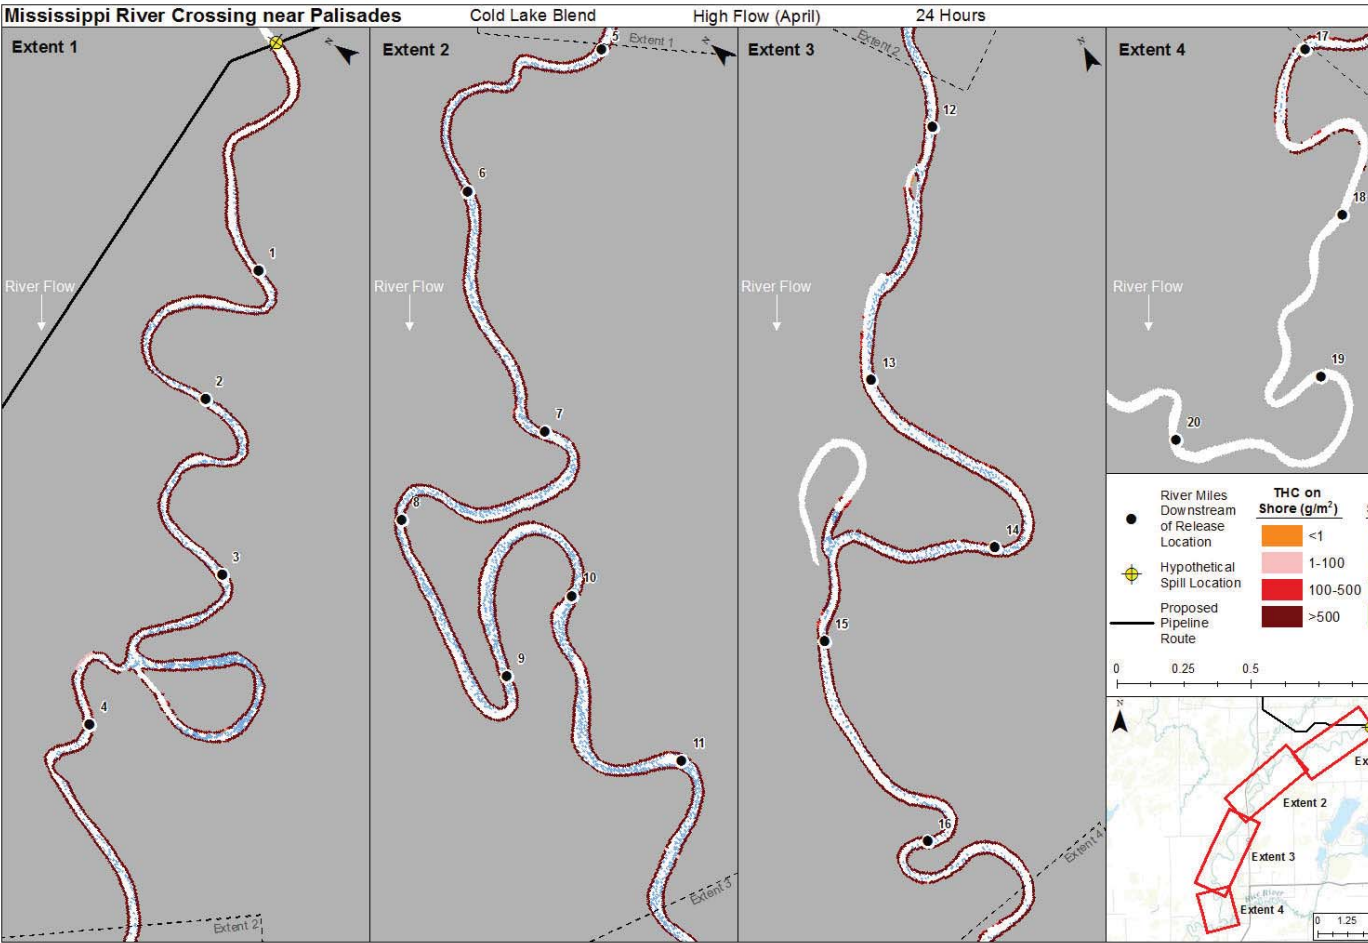 Mississippi River Crossing near Palisades Cold Lake Blend High Flow (April) 24 Hours
Extent 1
N
River Flow
1
2
3
4
Extent 2
Extent 2
Extent 1
N
5
6
River Flow
7
8
9
10
11
Extent 3
Extent 3
Extent 2
N
12
River Flow
13
14
15
16
Extent 4
Extent 4
17
18
River Flow
19
20
River Miles
Downstream
of Release
Location
Hypothetical
Spill Location
Proposed
Pipeline
Route
THC on
Shore (g/m²)
<1
1-100
100-500
>500
0 0.25 0.5
N
Ex
Extent 2
Extent 3
Extent 4
0 1.25